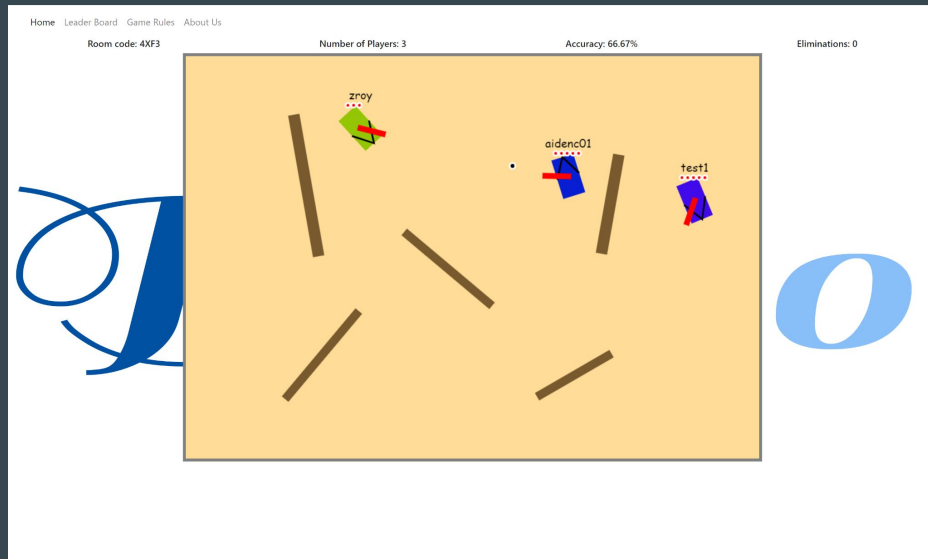 Home Leader Board Game Rules About Us
Room code: 4XF3 Number of Players: 3 Accuracy: 66.67% Eliminations: 0
zroy
aidenc01
test1
o